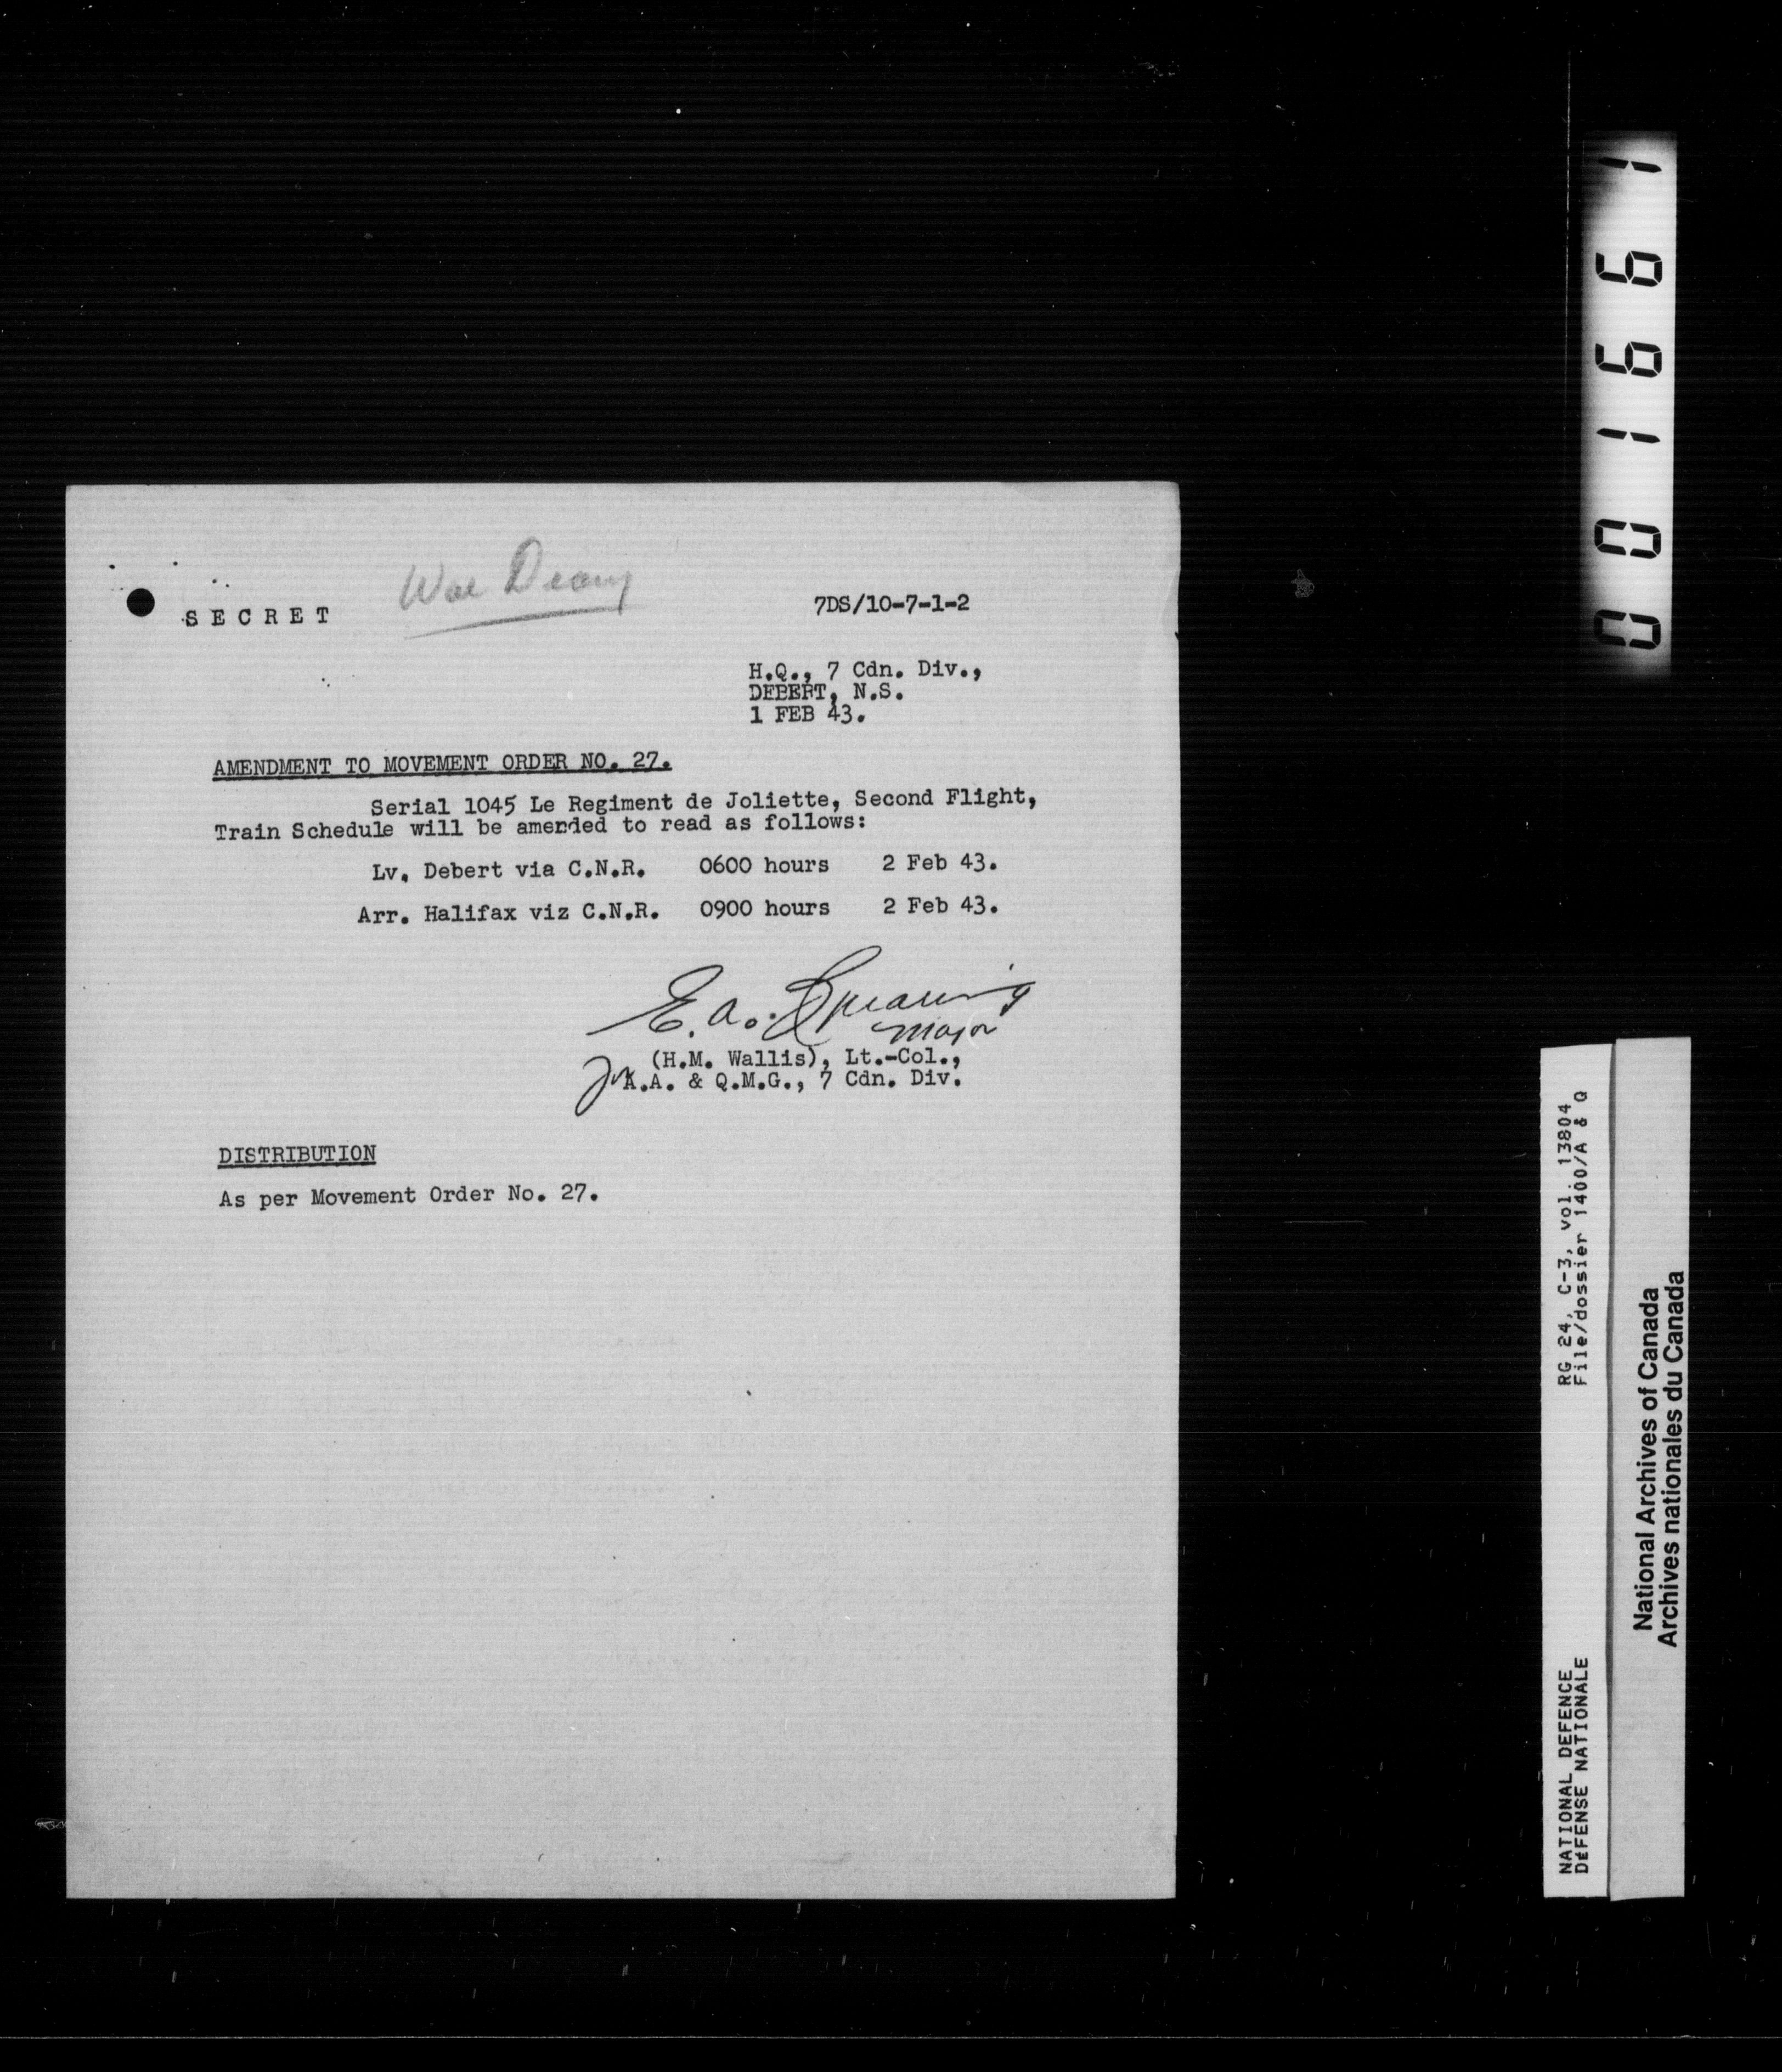 War Diary
SECRET
7DS/10-7-1-2
H.Q., 7 Cdn. Div.,
DEBERT, N.S.
1 FEB 43.
AMENDMENT TO MOVEMENT ORDER NO. 27.
Serial 1045 Le Regiment de Joliette, Second Flight,
Train Schedule will be amended to read as follows:
Lv. Debert via C.N.R. 0600 hours 2 Feb 43.
Arr. Halifax viz C.N.R. 0900 hours 2 Feb 43.
E.A. Spearing
Major
(H.M. Wallis), Lt.-Col.,
for A.A. & Q.M.G., 7 Cdn. Div.
DISTRIBUTION
As per Movement Order No. 27.
001661
NATIONAL DEFENCE RG 24, C-3, vol. 13804
DÉFENSE NATIONALE File/dossier 1400/A & Q
National Archives of Canada
Archives nationales du Canada